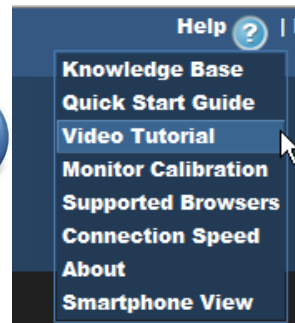 Help ? |
Knowledge Base
Quick Start Guide
Video Tutorial
Monitor Calibration
Supported Browsers
Connection Speed
About
Smartphone View